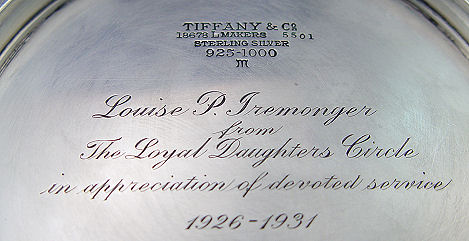 TIFFANY & Co
18678 L MAKERS 5501
STERLING SILVER
925-1000
m
Louise P. Iremonger
from
The Loyal Daughters Circle
in appreciation of devoted service
1926-1931